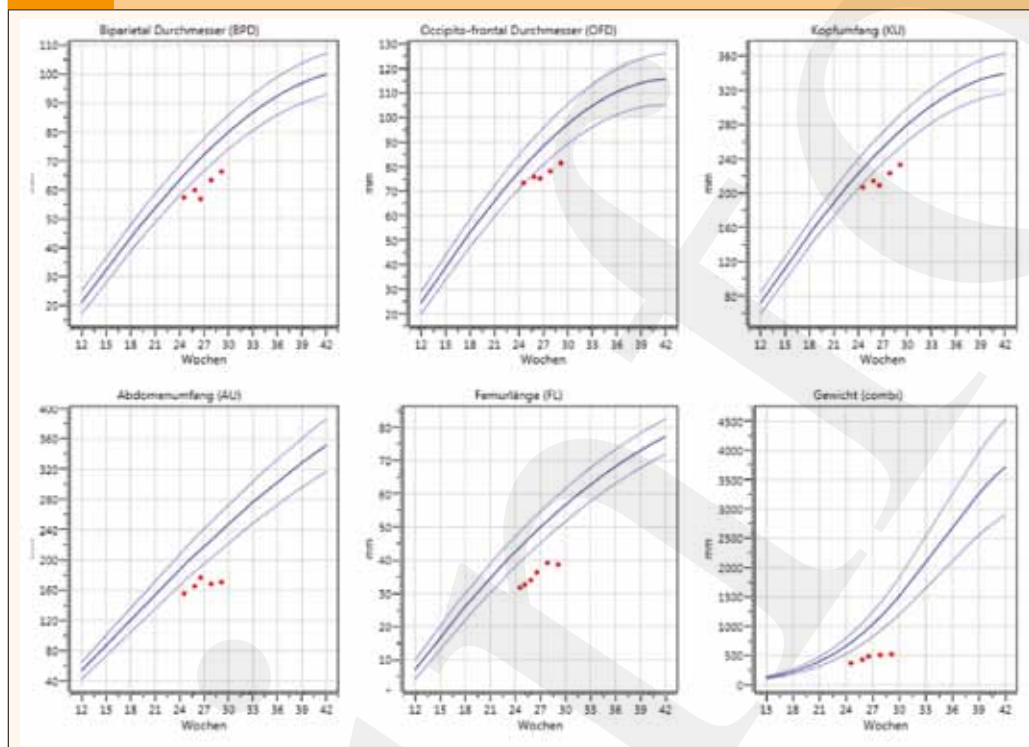 Biparietal Durchmesser (BPD)
110
100
90
80
70
60
50
40
30
20
12 15 18 21 24 27 30 33 36 39 42
Wochen
Occipito-frontal Durchmesser (OFD)
130
120
110
100
90
80
70
60
50
40
30
20
mm
12 15 18 21 24 27 30 33 36 39 42
Wochen
Kopfumfang (KU)
360
320
280
240
200
160
120
80
mm
12 15 18 21 24 27 30 33 36 39 42
Wochen
Abdomenumfang (AU)
400
360
320
280
240
200
160
120
80
40
12 15 18 21 24 27 30 33 36 39 42
Wochen
Femurlänge (FL)
80
70
60
50
40
30
20
10
mm
12 15 18 21 24 27 30 33 36 39 42
Wochen
Gewicht (combi)
4500
4000
3500
3000
2500
2000
1500
1000
500
0
mm
15 18 21 24 27 30 33 36 39 42
Wochen